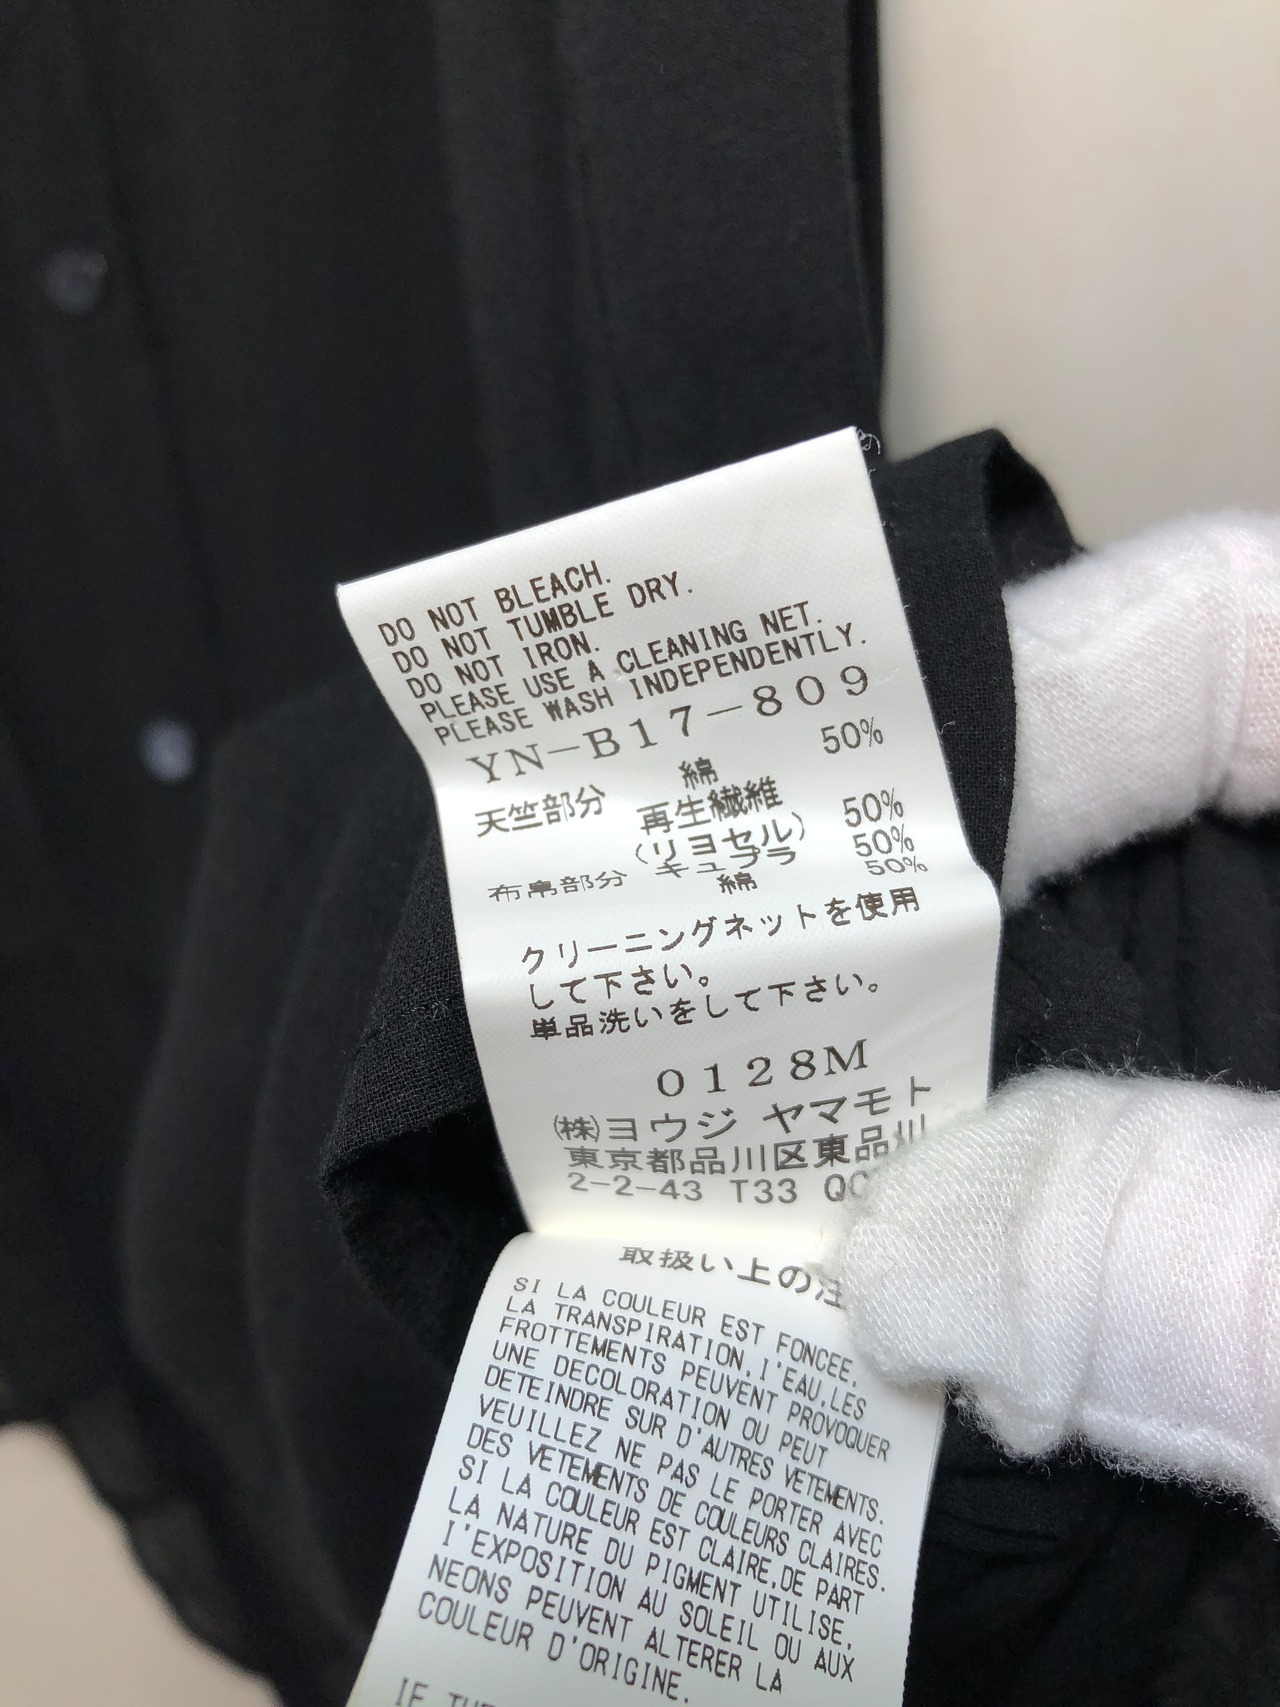 DO NOT BLEACH.
DO NOT TUMBLE DRY.
DO NOT IRON.
PLEASE USE A CLEANING NET.
PLEASE WASH INDEPENDENTLY.
YN-B17-809
綿 50%
天竺部分 再生繊維
(リヨセル) 50%
布帛部分 キュプラ 50%
綿 50%
クリーニングネットを使用
して下さい。
単品洗いをして下さい。
0128M
㈱ヨウジ ヤマモト
東京都品川区東品川
2-2-43 T33
取扱い上の注
SI LA COULEUR EST FONCEE,
LA TRANSPIRATION,I'EAU,LES
FROTTEMENTS PEUVENT PROVOQUER
UNE DECOLORATION OU PEUT
DETEINDRE SUR D'AUTRES VETEMENTS.
VEUILLEZ NE PAS LE PORTER AVEC
DES VETEMENTS DE COULEURS CLAIRES.
SI LA COULEUR EST CLAIRE,DE PART
LA NATURE DU PIGMENT UTILISE,
I'EXPOSITION AU SOLEIL OU AUX
NEONS PEUVENT ALTERER LA
COULEUR D'ORIGINE.